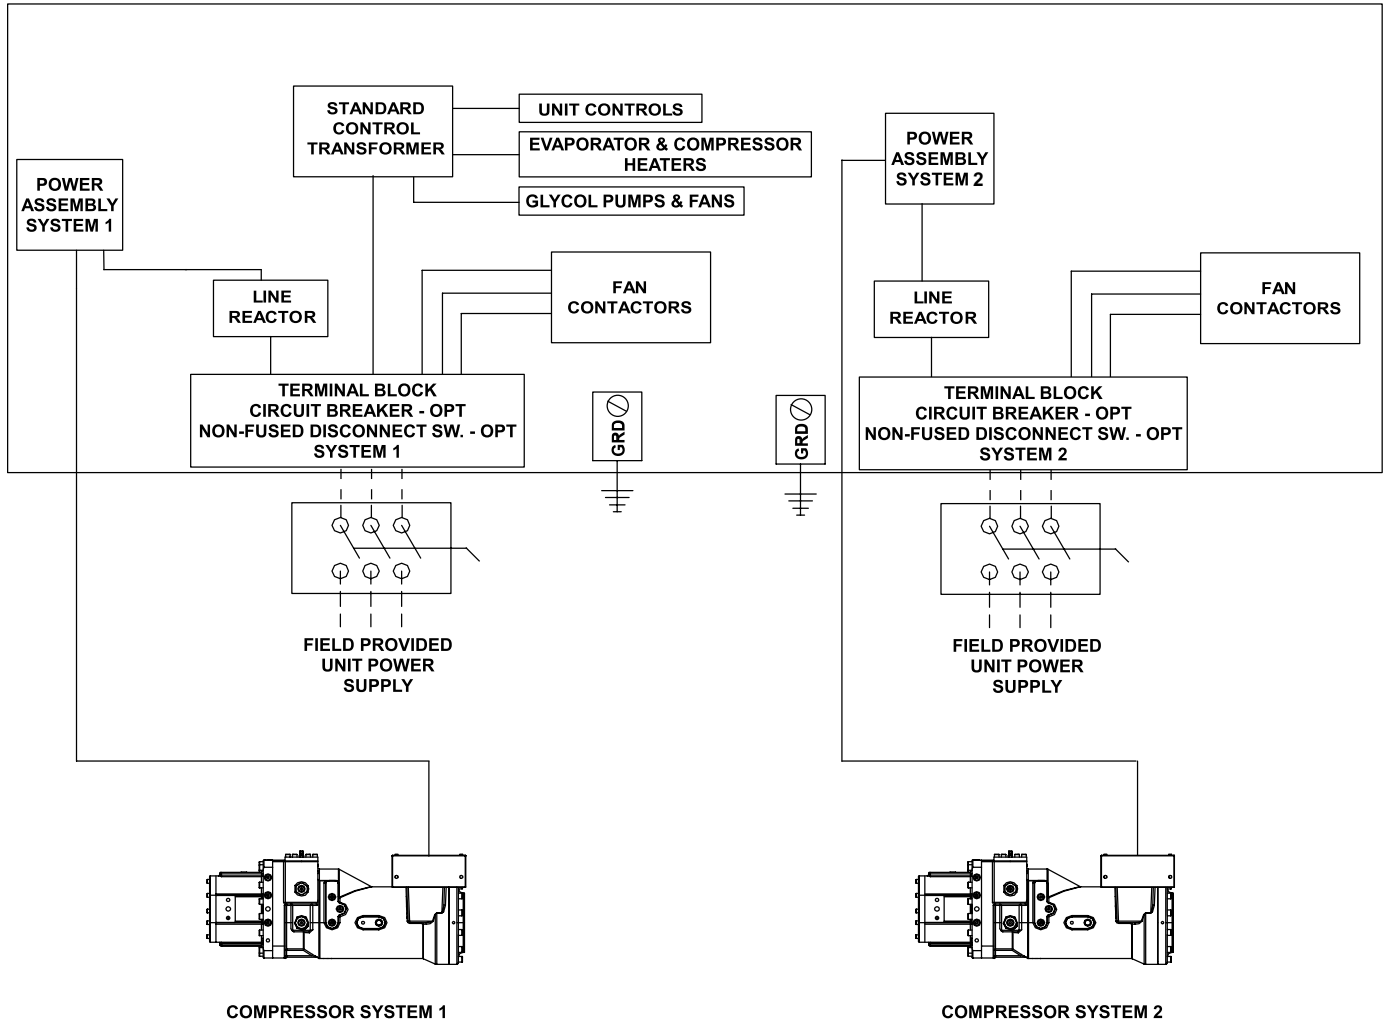 STANDARD
CONTROL
TRANSFORMER
UNIT CONTROLS
EVAPORATOR & COMPRESSOR
HEATERS
GLYCOL PUMPS & FANS
POWER
ASSEMBLY
SYSTEM 1
LINE
REACTOR
FAN
CONTACTORS
TERMINAL BLOCK
CIRCUIT BREAKER - OPT
NON-FUSED DISCONNECT SW. - OPT
SYSTEM 1
GRD
FIELD PROVIDED
UNIT POWER
SUPPLY
COMPRESSOR SYSTEM 1
POWER
ASSEMBLY
SYSTEM 2
LINE
REACTOR
FAN
CONTACTORS
GRD
TERMINAL BLOCK
CIRCUIT BREAKER - OPT
NON-FUSED DISCONNECT SW. - OPT
SYSTEM 2
FIELD PROVIDED
UNIT POWER
SUPPLY
COMPRESSOR SYSTEM 2